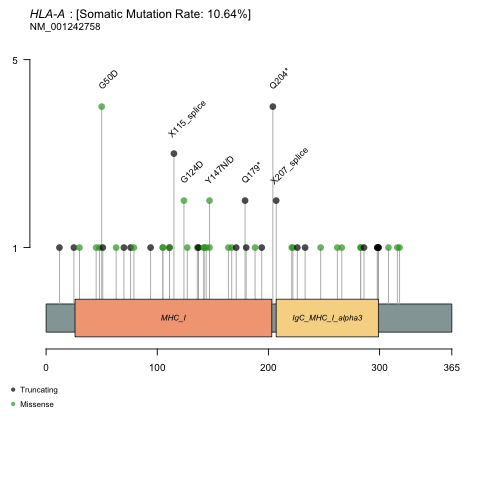 HLA-A : [Somatic Mutation Rate: 10.64%]
NM_001242758
5
G50D
Q204*
X115_splice
G124D
Y147N/D
Q179*
X207_splice
1
MHC_I
IgC_MHC_I_alpha3
0 100 200 300 365
Truncating
Missense